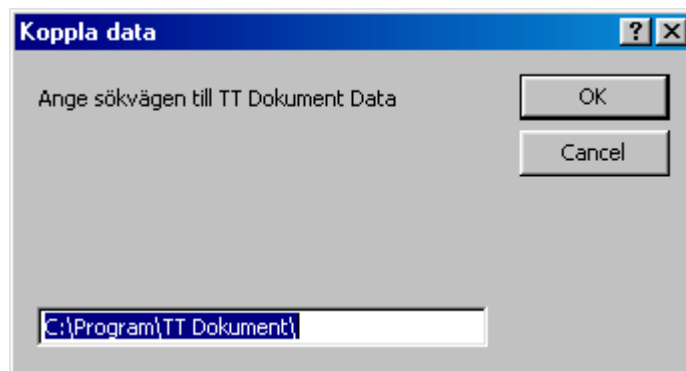 Koppla data
Ange sökvägen till TT Dokument Data
OK
Cancel
C:\Program\TT Dokument\